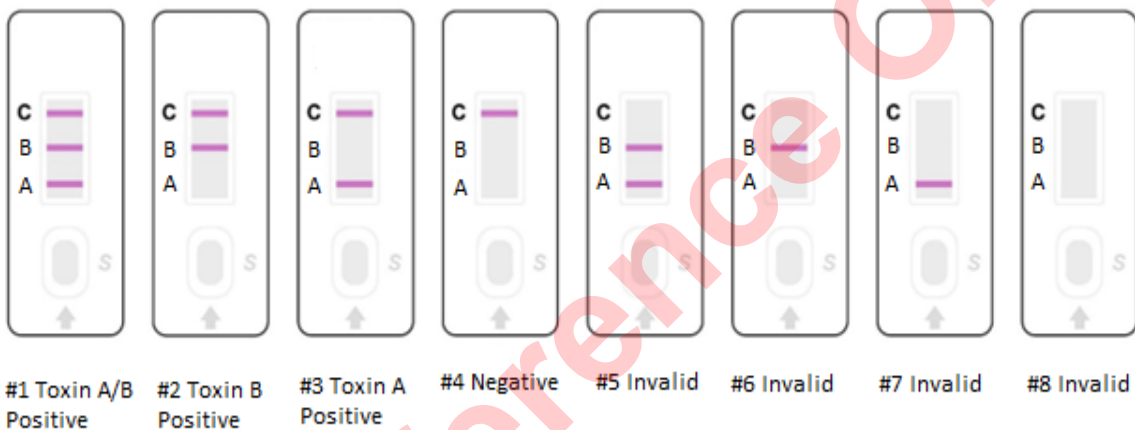 C C C C C C C C
B B B B B B B B
A A A A A A A A
S S S S S S S S
#1 Toxin A/B Positive
#2 Toxin B Positive
#3 Toxin A Positive
#4 Negative
#5 Invalid
#6 Invalid
#7 Invalid
#8 Invalid
erence O